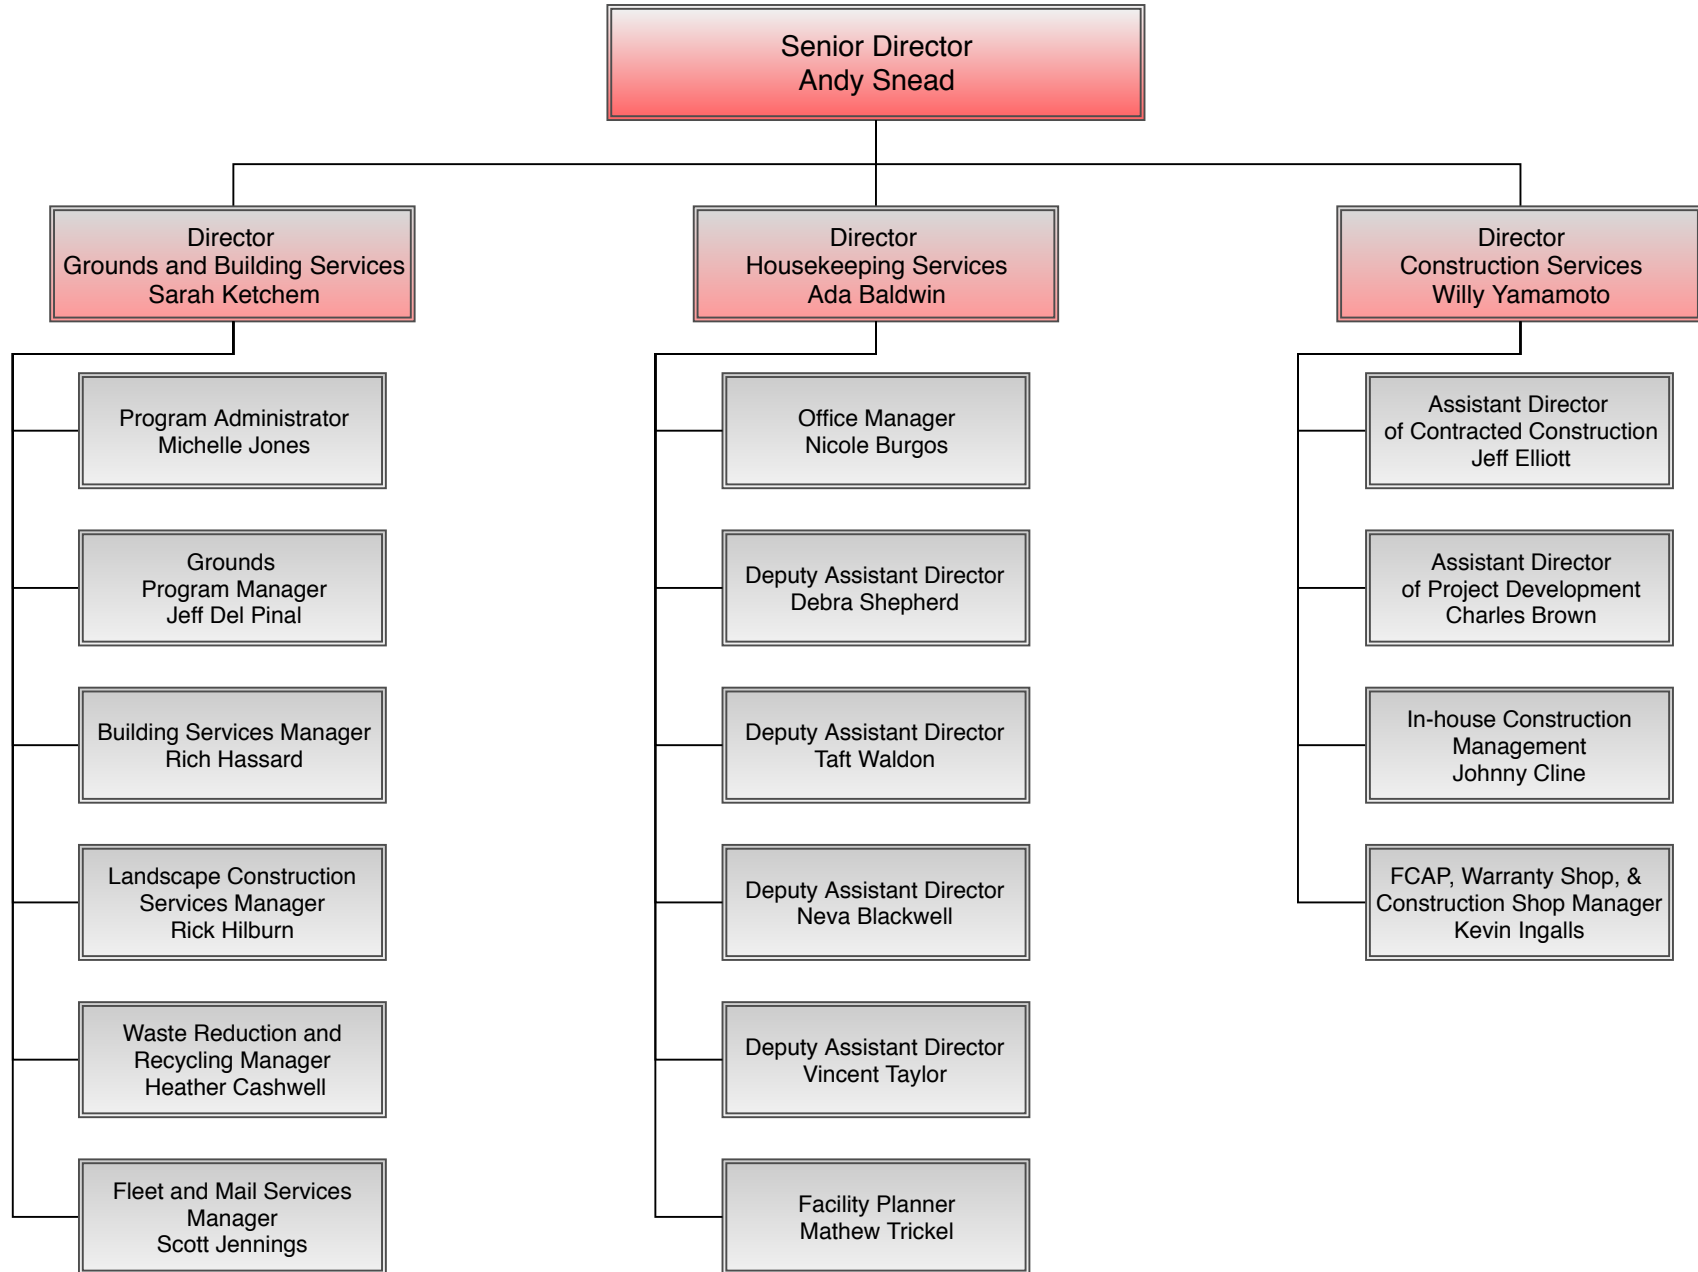 Senior Director
Andy Snead
Director
Grounds and Building Services
Sarah Ketchem
Director
Housekeeping Services
Ada Baldwin
Director
Construction Services
Willy Yamamoto
Program Administrator
Michelle Jones
Grounds
Program Manager
Jeff Del Pinal
Building Services Manager
Rich Hassard
Landscape Construction
Services Manager
Rick Hilburn
Waste Reduction and
Recycling Manager
Heather Cashwell
Fleet and Mail Services
Manager
Scott Jennings
Office Manager
Nicole Burgos
Deputy Assistant Director
Debra Shepherd
Deputy Assistant Director
Taft Waldon
Deputy Assistant Director
Neva Blackwell
Deputy Assistant Director
Vincent Taylor
Facility Planner
Mathew Trickel
Assistant Director
of Contracted Construction
Jeff Elliott
Assistant Director
of Project Development
Charles Brown
In-house Construction
Management
Johnny Cline
FCAP, Warranty Shop, &
Construction Shop Manager
Kevin Ingalls